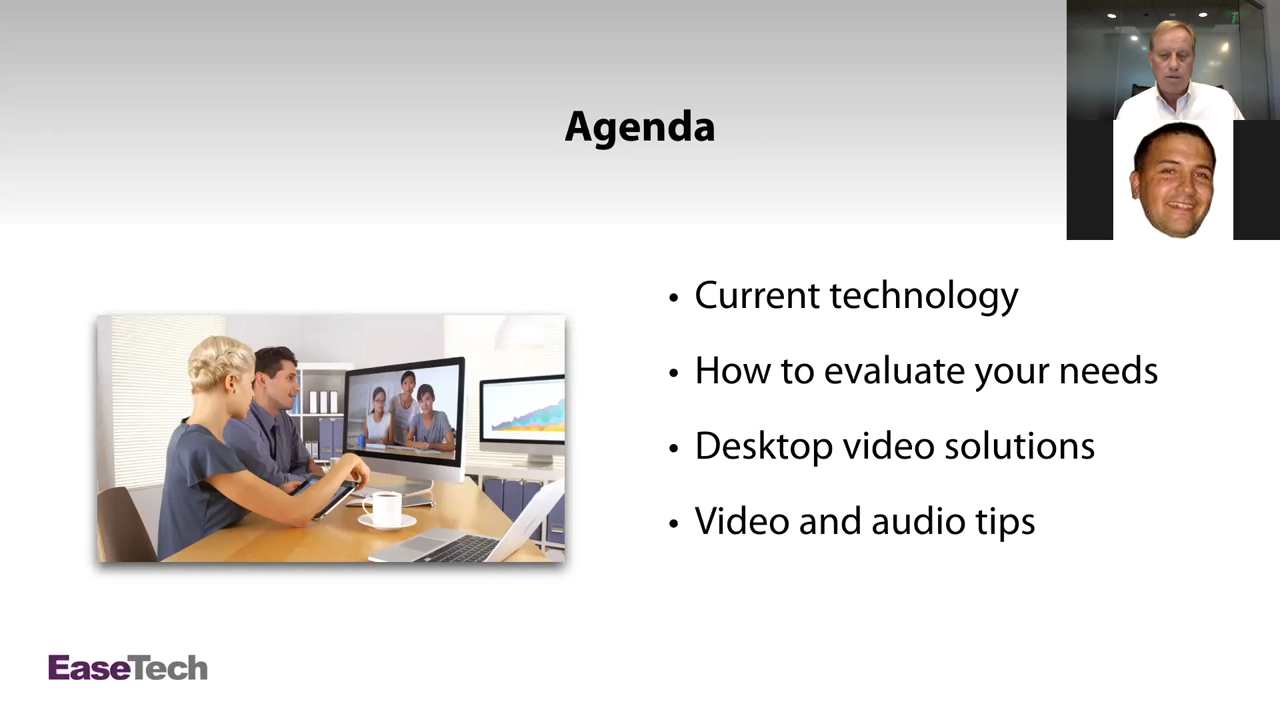 Agenda
• Current technology
• How to evaluate your needs
• Desktop video solutions
• Video and audio tips
EaseTech